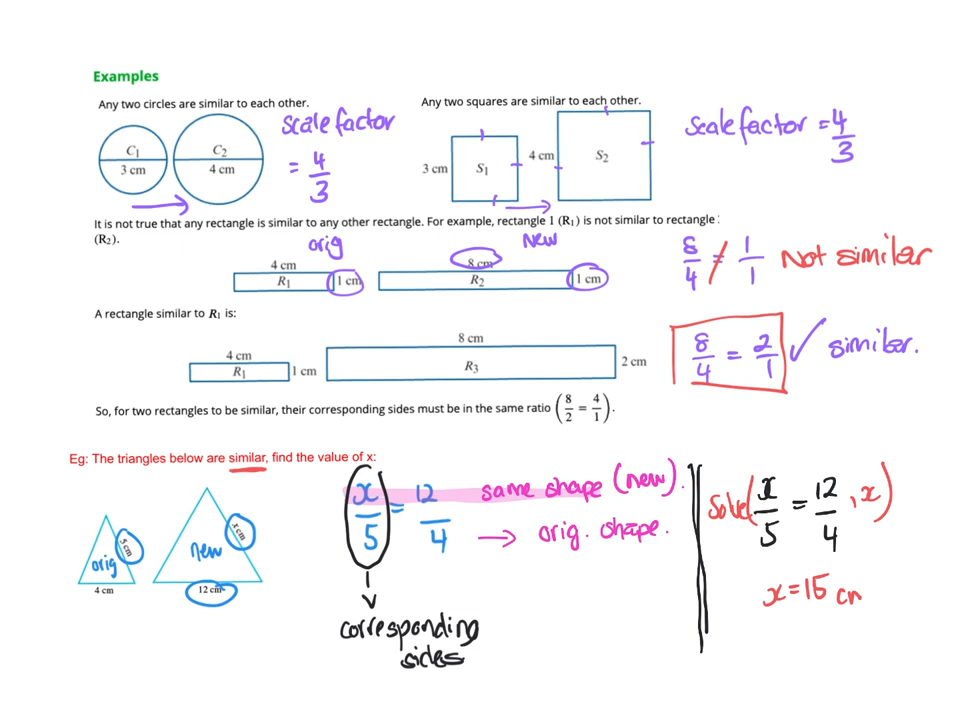 Examples
Any two circles are similar to each other.
Any two squares are similar to each other.
scale factor
= 4/3
C1
3 cm
C2
4 cm
3 cm
S1
4 cm
S2
scale factor = 4/3
It is not true that any rectangle is similar to any other rectangle. For example, rectangle 1 (R1) is not similar to rectangle
(R2).
orig
new
4 cm
R1
1 cm
8 cm
R2
1 cm
8/4 ≠ 1/1 Not similar
A rectangle similar to R1 is:
4 cm
R1
1 cm
8 cm
R3
2 cm
8/4 = 2/1 ✓ similar.
So, for two rectangles to be similar, their corresponding sides must be in the same ratio (8/2 = 4/1).
Eg: The triangles below are similar, find the value of x:
5 cm
orig
4 cm
x cm
new
12 cm
x/5 = 12/4
same shape (new).
→ orig. shape.
corresponding
sides
solve(x/5 = 12/4, x)
x = 15 cm